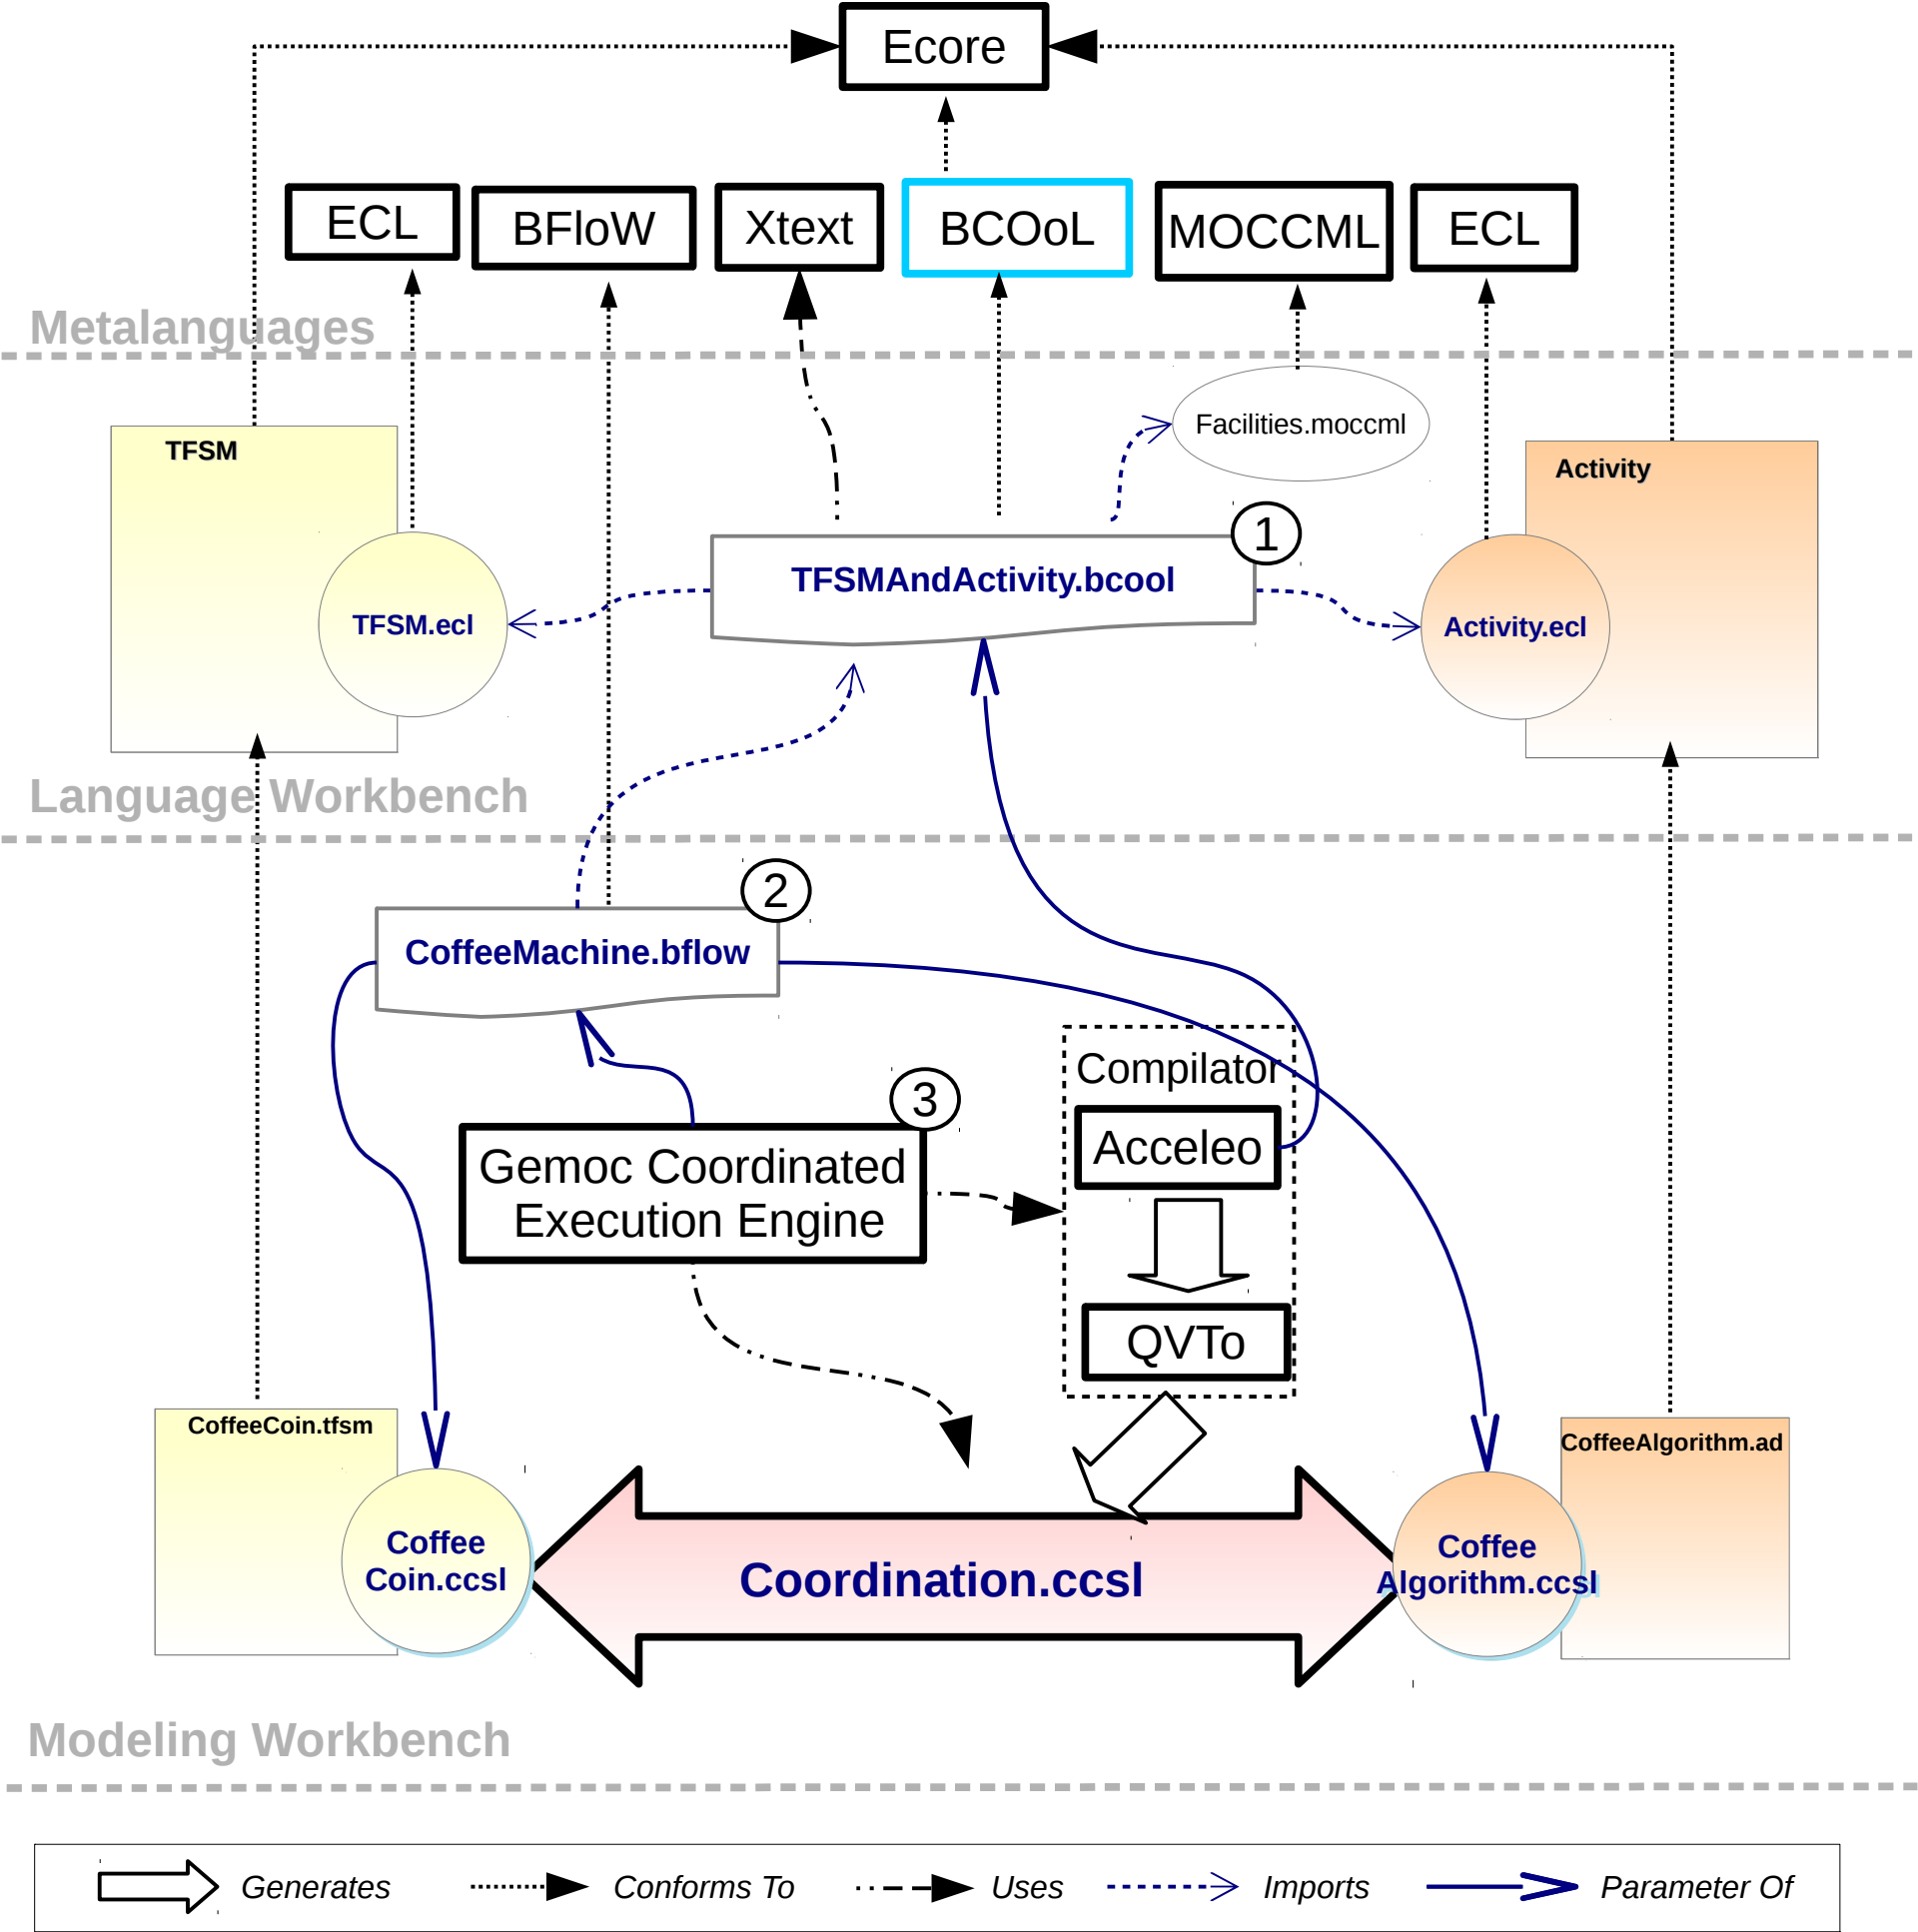 Ecore
ECL
BFloW
Xtext
BCOoL
MOCCML
ECL
Metalanguages
Facilities.moccml
TFSM
Activity
1
TFSMAndActivity.bcool
TFSM.ecl
Activity.ecl
Language Workbench
2
CoffeeMachine.bflow
Compilator
3
Acceleo
Gemoc Coordinated
Execution Engine
QVTo
CoffeeCoin.tfsm
CoffeeAlgorithm.ad
Coffee
Coin.ccsl
Coordination.ccsl
Coffee
Algorithm.ccsl
Modeling Workbench
Generates
Conforms To
Uses
Imports
Parameter Of